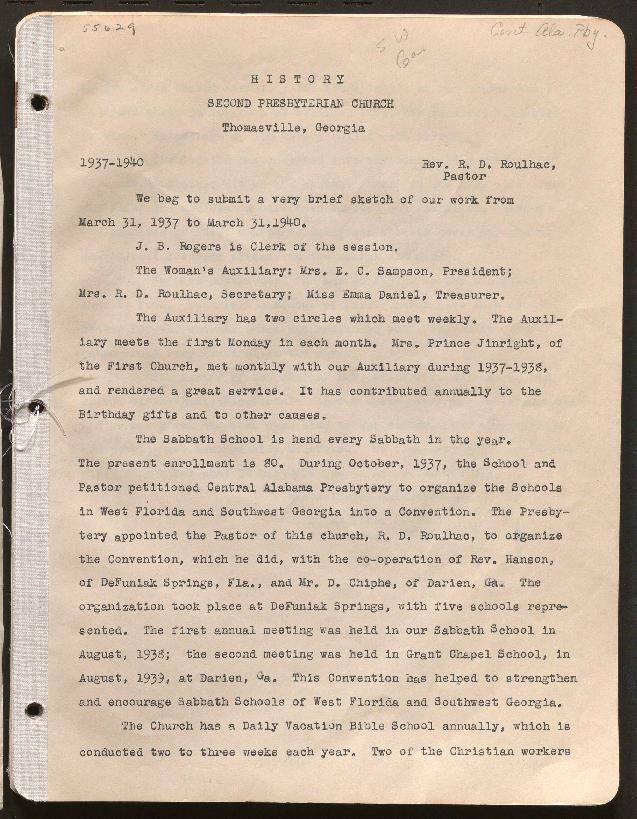 55629
Cent Ala. Pby.
S W
Ga
H I S T O R Y
SECOND PRESBYTERIAN CHURCH
Thomasville, Georgia
1937-1940
Rev. R. D. Roulhac,
Pastor
We beg to submit a very brief sketch of our work from
March 31, 1937 to March 31,1940.
J. B. Rogers is Clerk of the session.
The Woman's Auxiliary: Mrs. E. C. Sampson, President;
Mrs. R. D. Roulhac, Secretary; Miss Emma Daniel, Treasurer.
The Auxiliary has two circles which meet weekly. The Auxil-
iary meets the first Monday in each month. Mrs. Prince Jinright, of
the First Church, met monthly with our Auxiliary during 1937-1938,
and rendered a great service. It has contributed annually to the
Birthday gifts and to other causes.
The Sabbath School is hend every Sabbath in the year.
The present enrollment is 80. During October, 1937, the School and
Pastor petitioned Central Alabama Presbytery to organize the Schools
in West Florida and Southwest Georgia into a Convention. The Presby-
tery appointed the Pastor of this church, R. D. Roulhac, to organize
the Convention, which he did, with the co-operation of Rev. Hanson,
of DeFuniak Springs, Fla., and Mr. D. Chiphe, of Darien, Ga. The
organization took place at DeFuniak Springs, with five schools repre-
sented. The first annual meeting was held in our Sabbath School in
August, 1938; the second meeting was held in Grant Chapel School, in
August, 1939, at Darien, Ga. This Convention has helped to strengthen
and encourage Sabbath Schools of West Florida and Southwest Georgia.
The Church has a Daily Vacation Bible School annually, which is
conducted two to three weeks each year. Two of the Christian workers